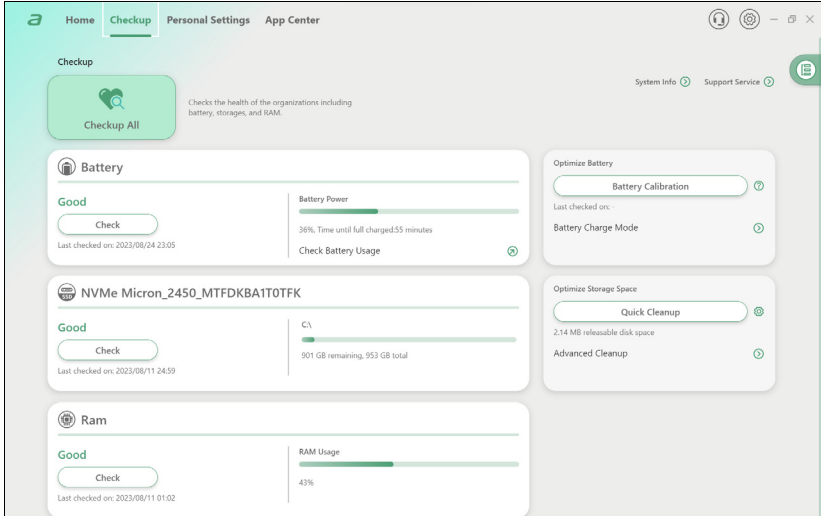 a
Home Checkup Personal Settings App Center
Checkup
System Info Support Service
Checkup All
Checks the health of the organizations including
battery, storages, and RAM.
Battery
Good
Check
Last checked on: 2023/08/24 23:05
Battery Power
36%, Time until full charged:55 minutes
Check Battery Usage
Optimize Battery
Battery Calibration
?
Last checked on: -
Battery Charge Mode
SSD
NVMe Micron_2450_MTFDKBA1T0TFK
Good
Check
Last checked on: 2023/08/11 24:59
C:\
901 GB remaining, 953 GB total
Optimize Storage Space
Quick Cleanup
2.14 MB releasable disk space
Advanced Cleanup
Ram
Good
Check
Last checked on: 2023/08/11 01:02
RAM Usage
43%